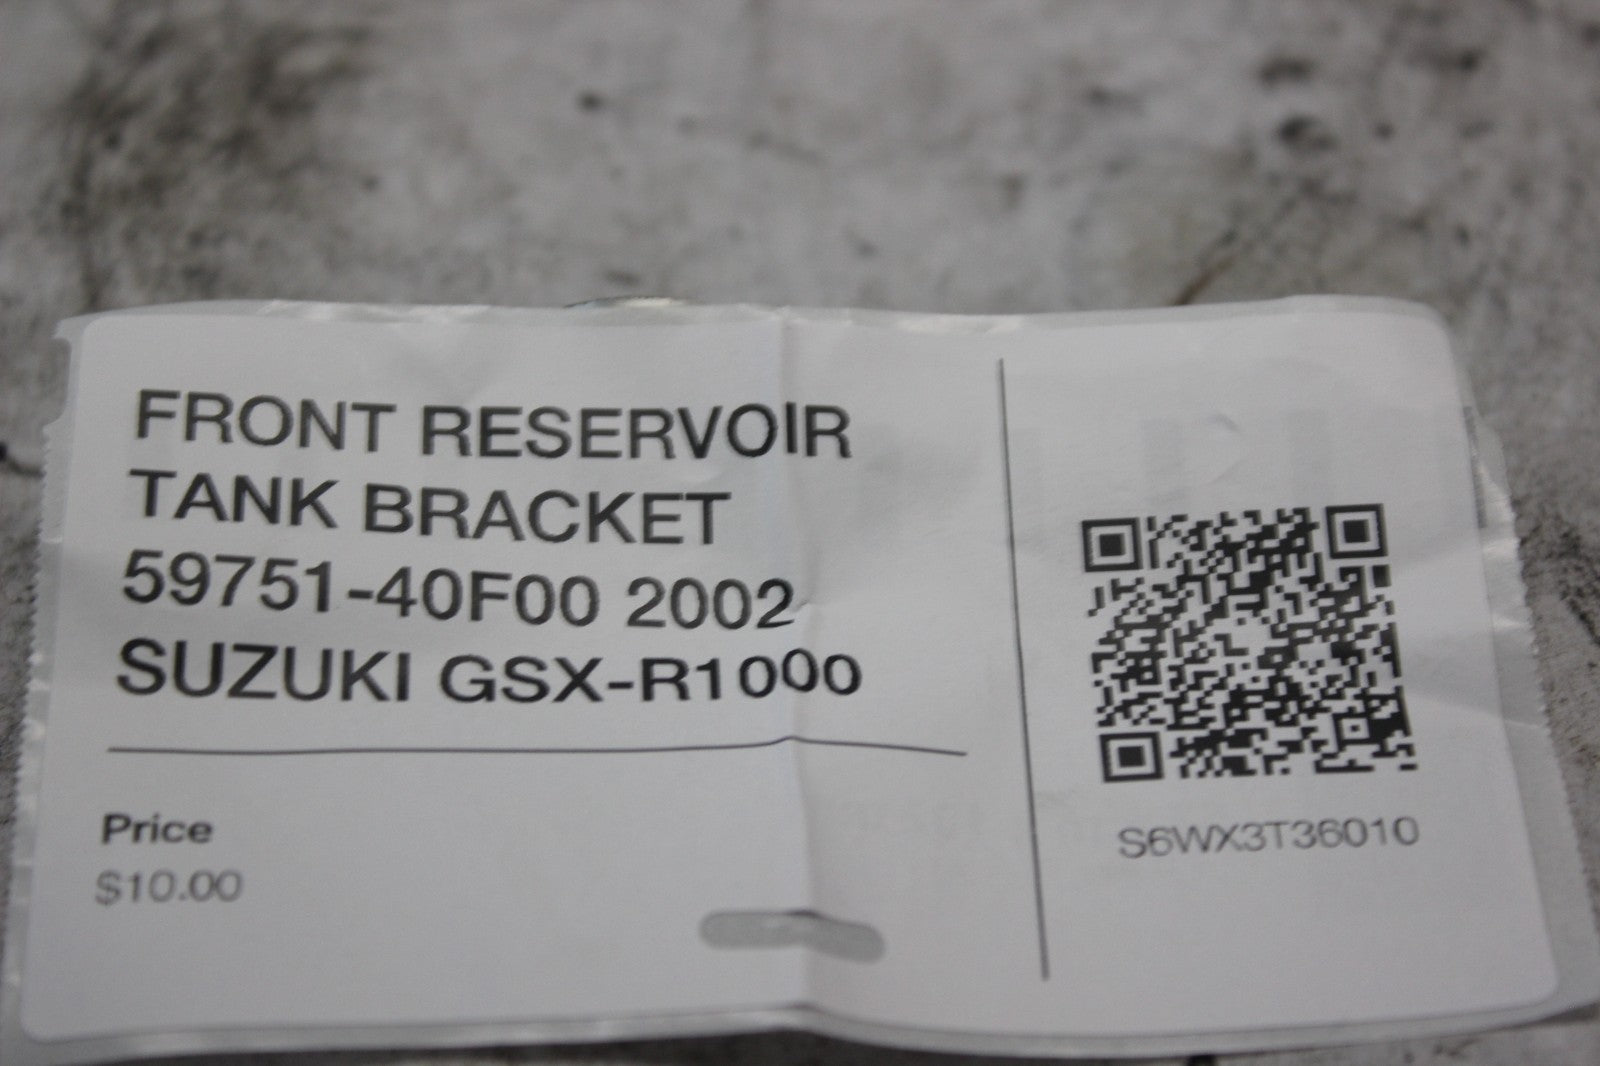 FRONT RESERVOIR
TANK BRACKET
59751-40F00 2002
SUZUKI GSX-R1000
Price
$10.00
S6WX3T36010